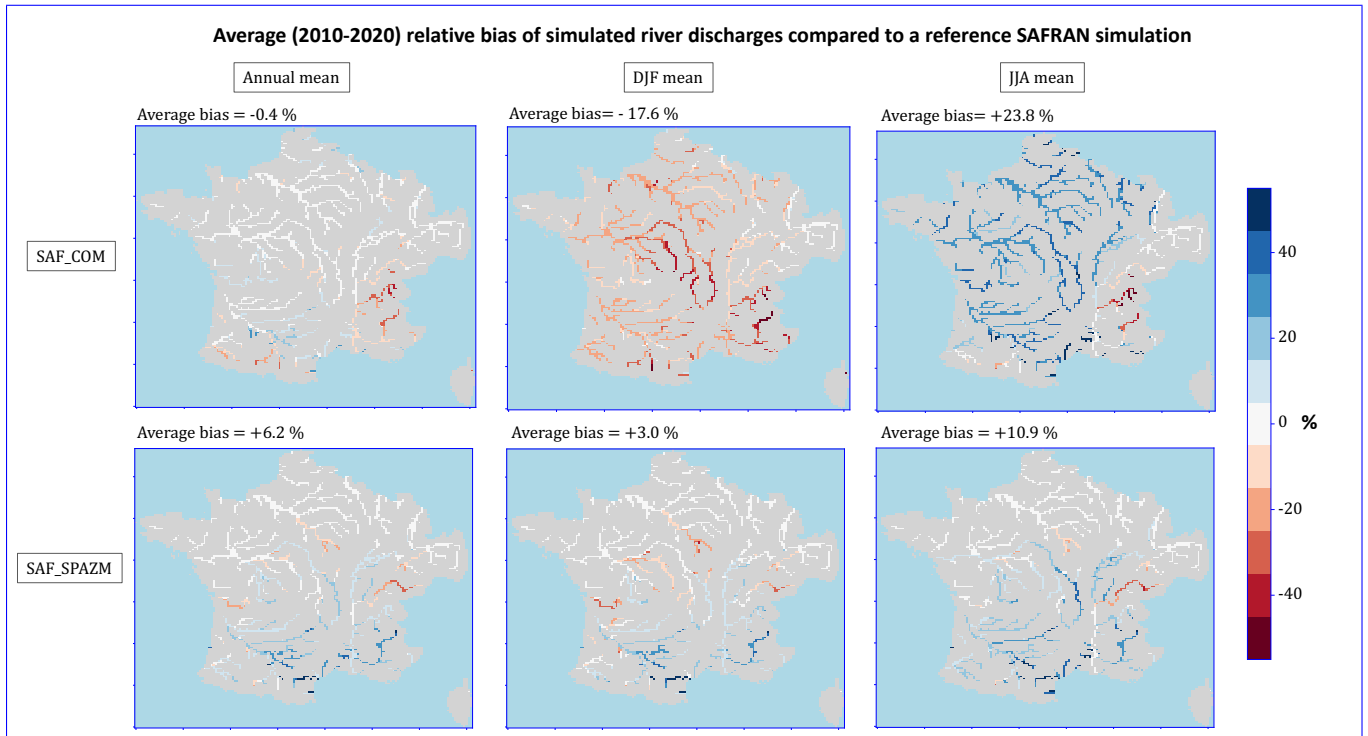 Average (2010-2020) relative bias of simulated river discharges compared to a reference SAFRAN simulation
Annual mean
DJF mean
JJA mean
Average bias = -0.4 %
Average bias= - 17.6 %
Average bias= +23.8 %
SAF_COM
40
20
0 %
-20
-40
Average bias = +6.2 %
Average bias = +3.0 %
Average bias = +10.9 %
SAF_SPAZM